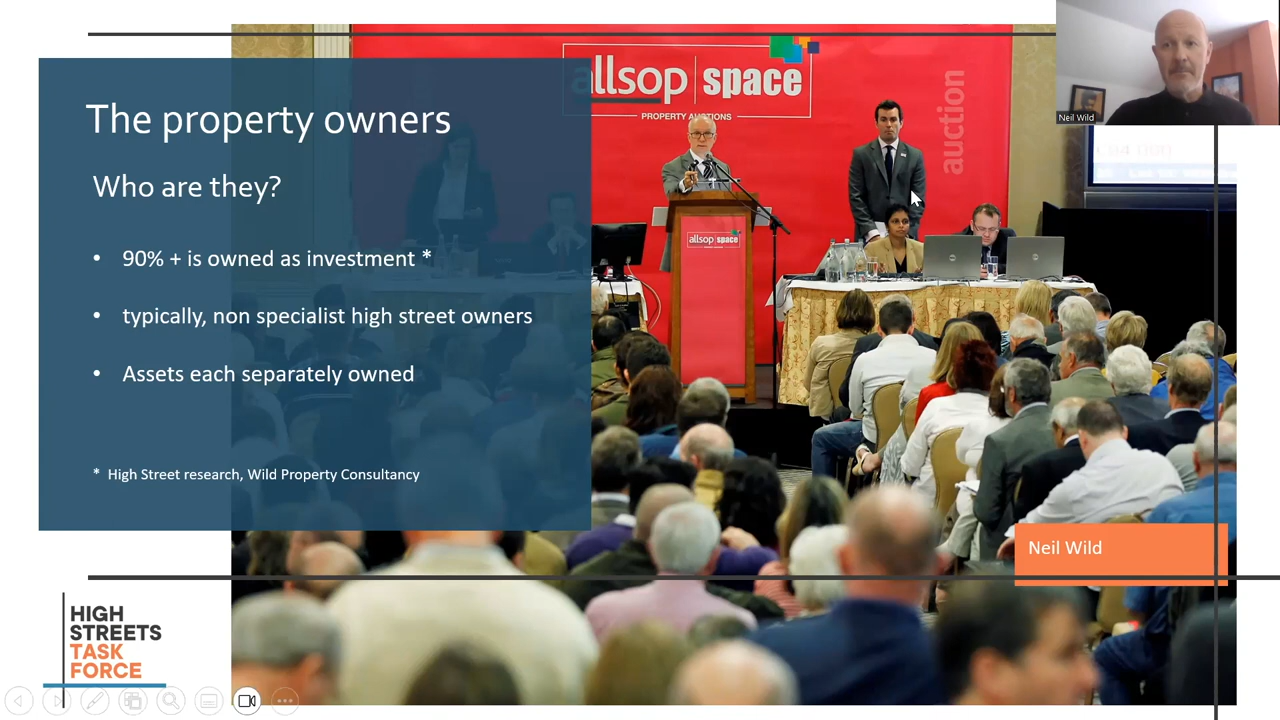 The property owners
Who are they?
• 90% + is owned as investment *
• typically, non specialist high street owners
• Assets each separately owned
* High Street research, Wild Property Consultancy
allsop | space
PROPERTY AUCTIONS
auction
allsop space
Neil Wild
Neil Wild
HIGH
STREETS
TASK
FORCE